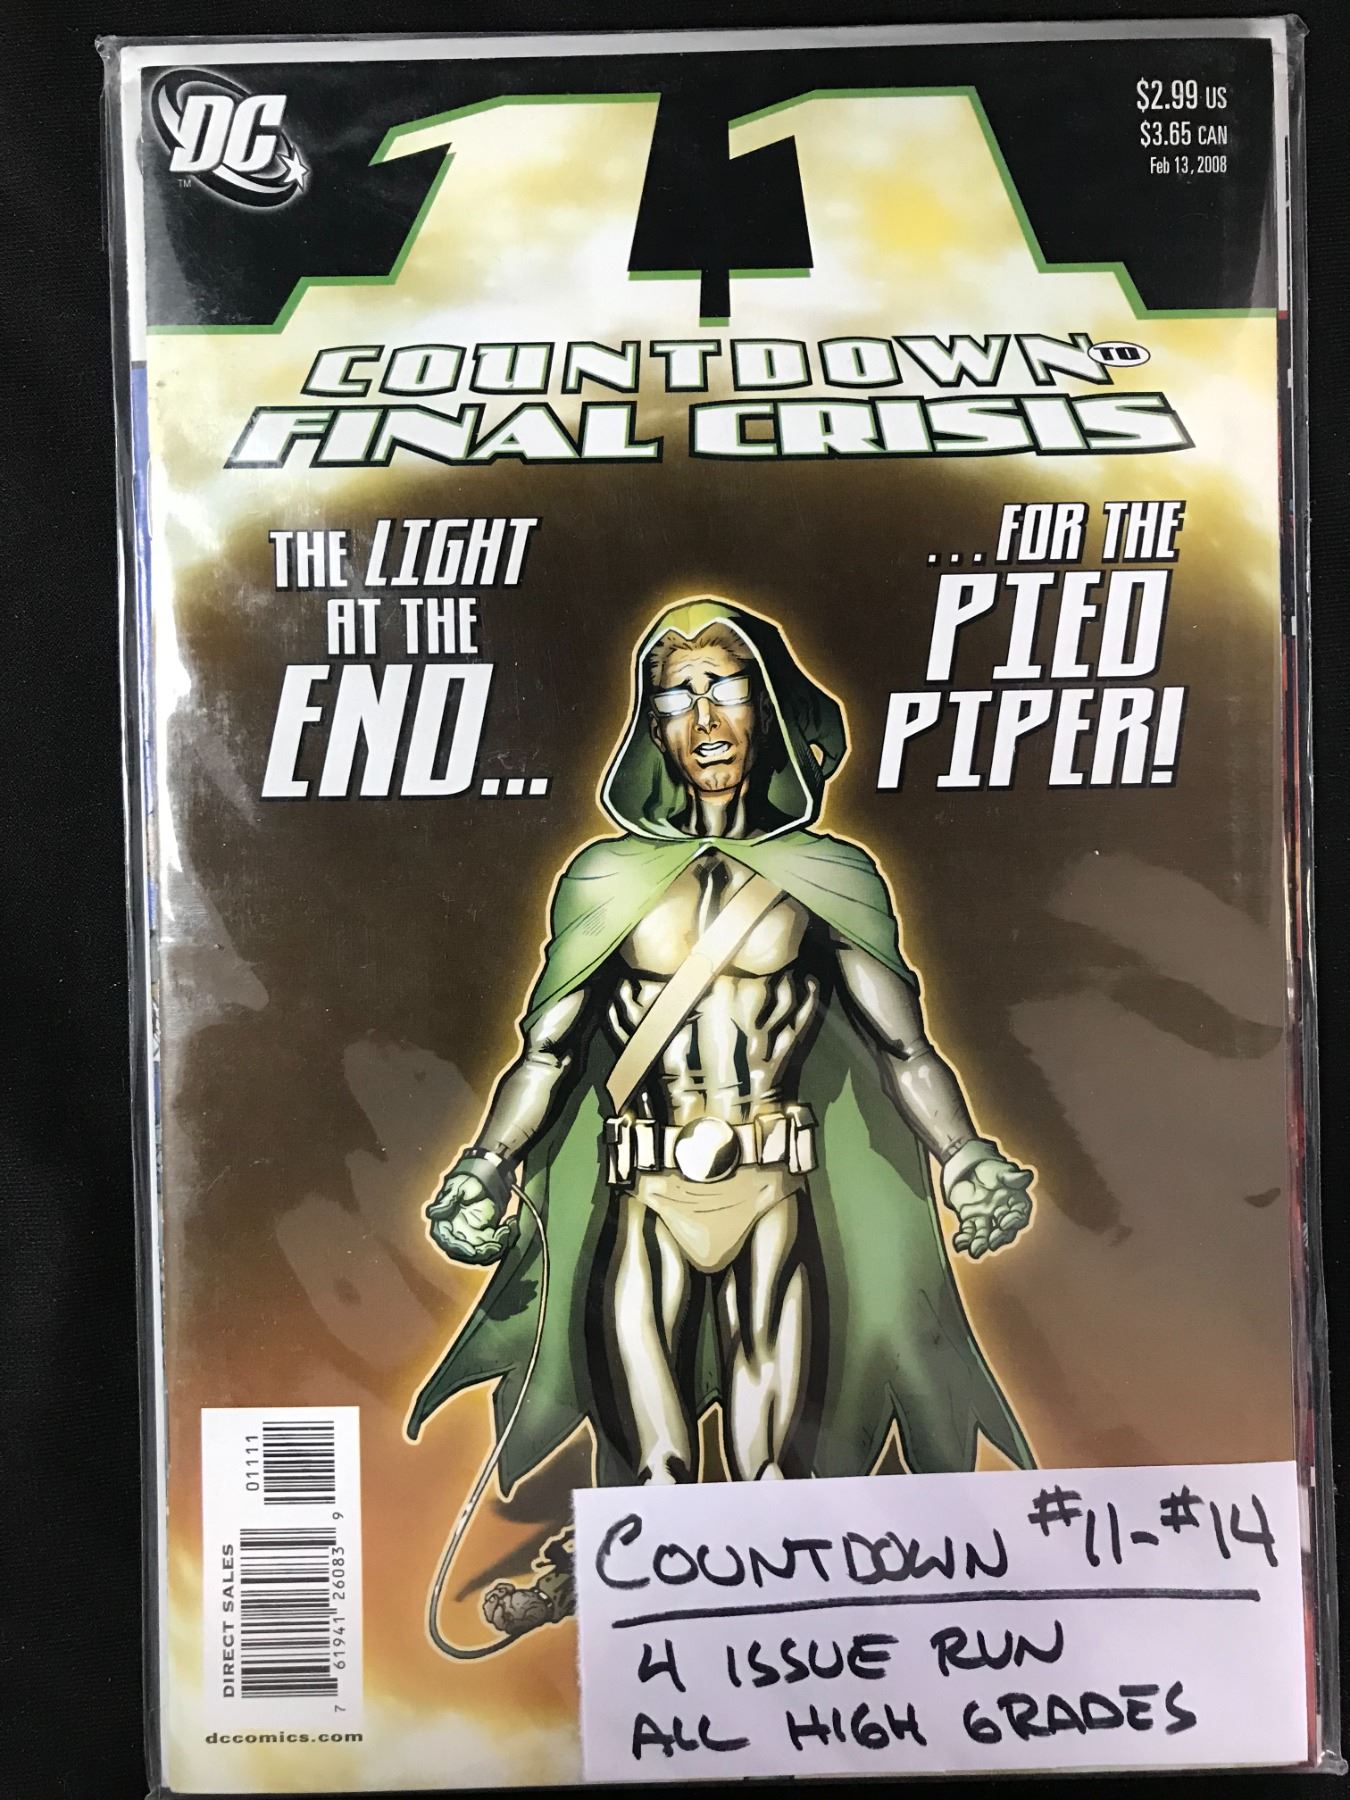 DC
TM
11
$2.99 US
$3.65 CAN
Feb 13, 2008
COUNTDOWN TO
FINAL CRISIS
THE LIGHT
AT THE
END...
...FOR THE
PIED
PIPER!
01111
DIRECT SALES
7 61941 26083 9
dccomics.com
COUNTDOWN #11-#14
4 ISSUE RUN
ALL HIGH GRADES